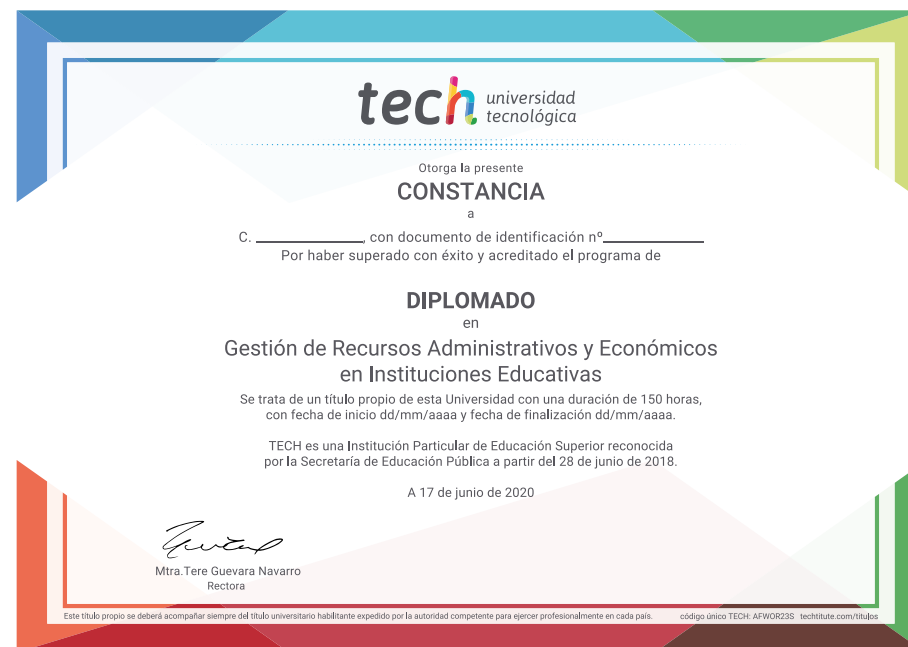 tech universidad
tecnológica
Otorga la presente
CONSTANCIA
a
C. ____________, con documento de identificación nº____________
Por haber superado con éxito y acreditado el programa de
DIPLOMADO
en
Gestión de Recursos Administrativos y Económicos
en Instituciones Educativas
Se trata de un título propio de esta Universidad con una duración de 150 horas,
con fecha de inicio dd/mm/aaaa y fecha de finalización dd/mm/aaaa.
TECH es una Institución Particular de Educación Superior reconocida
por la Secretaría de Educación Pública a partir del 28 de junio de 2018.
A 17 de junio de 2020
Mtra.Tere Guevara Navarro
Rectora
Este título propio se deberá acompañar siempre del título universitario habilitante expedido por la autoridad competente para ejercer profesionalmente en cada país. código único TECH: AFWOR23S techtitute.com/titulos